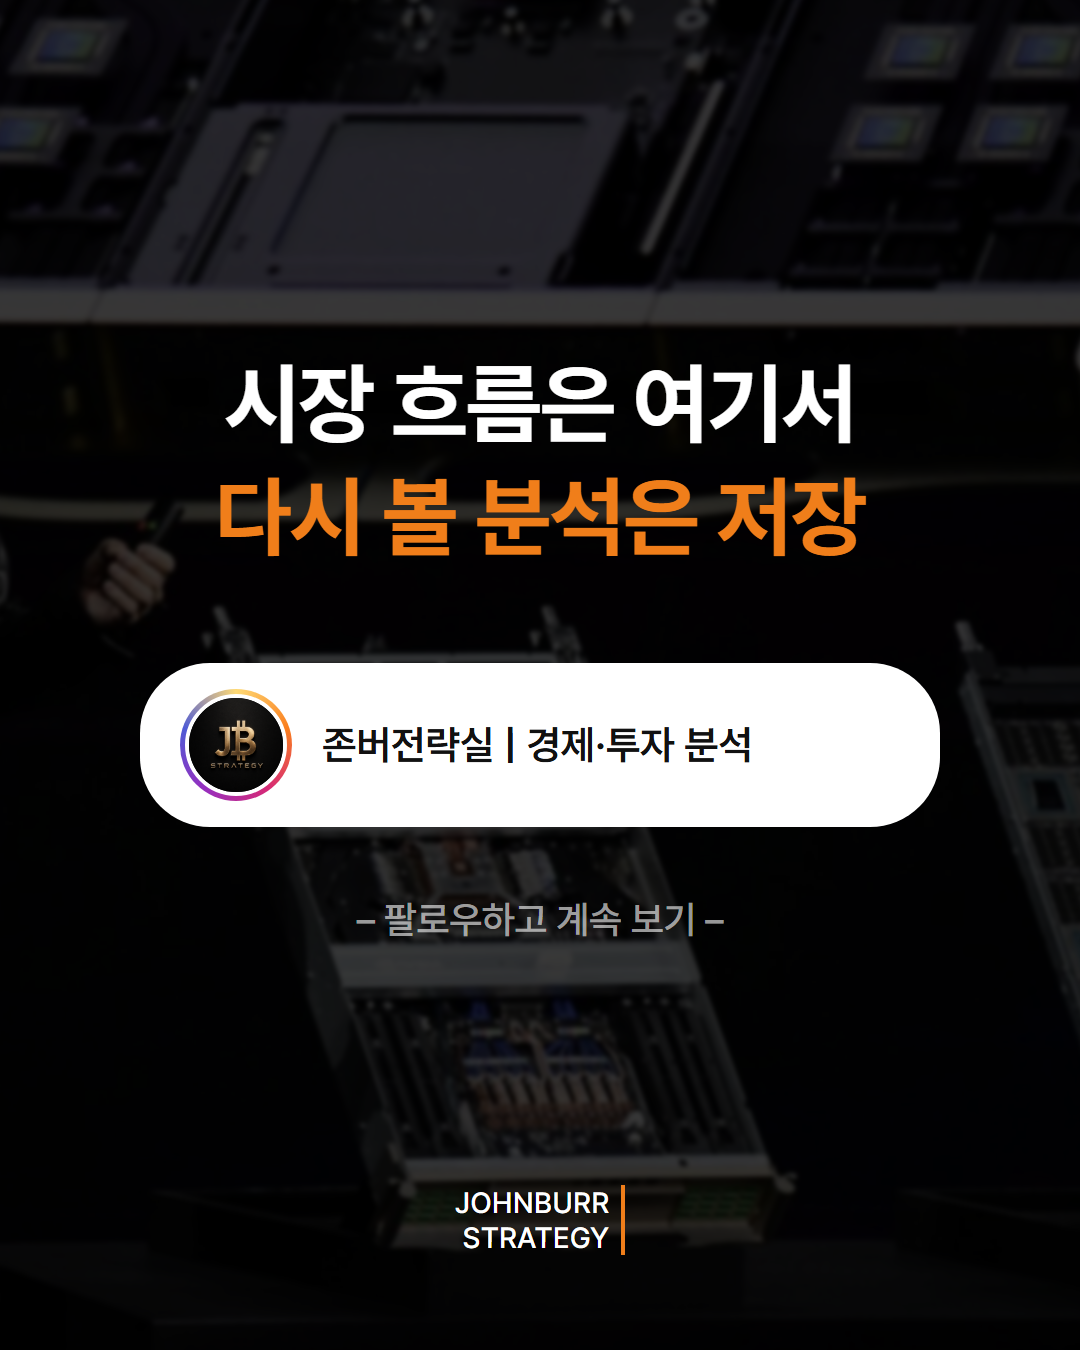 시장 흐름은 여기서
다시 볼 분석은 저장
JB
STRATEGY
존버전략실 | 경제·투자 분석
– 팔로우하고 계속 보기 –
JOHNBURR
STRATEGY